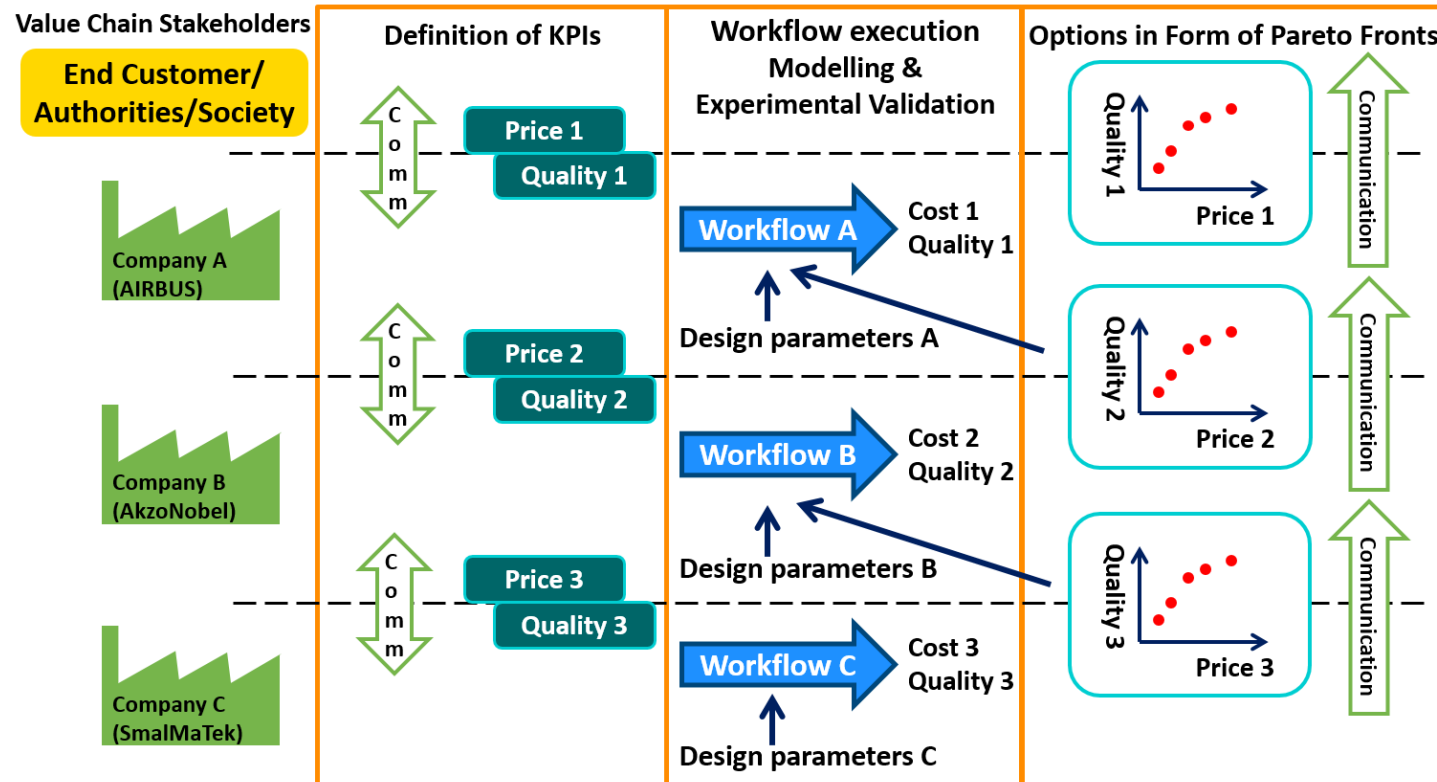 Value Chain Stakeholders
End Customer/
Authorities/Society
Company A
(AIRBUS)
Company B
(AkzoNobel)
Company C
(SmalMaTek)
Definition of KPIs
Comm
Price 1
Quality 1
Comm
Price 2
Quality 2
Comm
Price 3
Quality 3
Workflow execution
Modelling &
Experimental Validation
Workflow A
Cost 1
Quality 1
Design parameters A
Workflow B
Cost 2
Quality 2
Design parameters B
Workflow C
Cost 3
Quality 3
Design parameters C
Options in Form of Pareto Fronts
Quality 1
Price 1
Communication
Quality 2
Price 2
Communication
Quality 3
Price 3
Communication